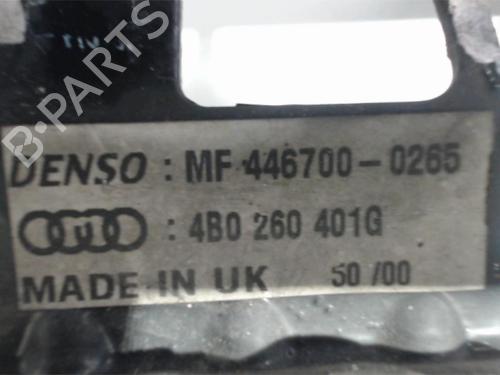 DENSO : MF 446700-0265
: 4B0 260 401G
MADE IN UK 50/00
B-PARTS